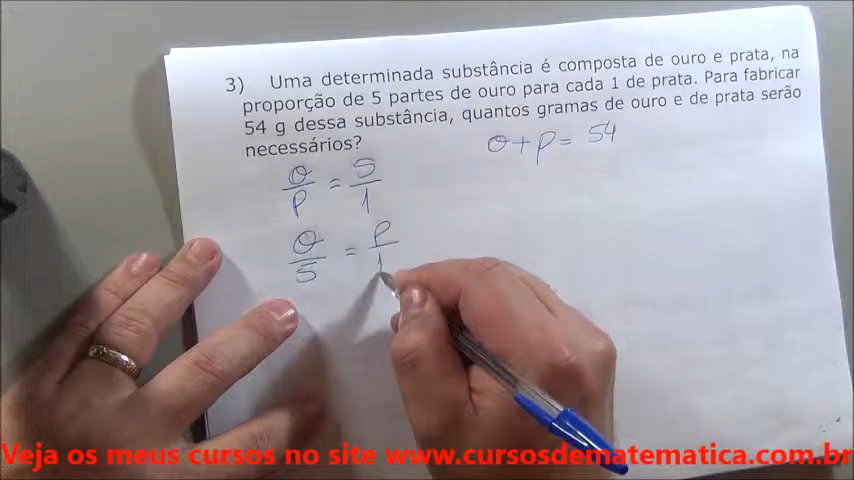 3) Uma determinada substância é composta de ouro e prata, na
proporção de 5 partes de ouro para cada 1 de prata. Para fabricar
54 g dessa substância, quantos gramas de ouro e de prata serão
necessários?
O+P= 54
O/P = 5/1
O/5 = P/1
Veja os meus cursos no site www.cursosdematematica.com.br